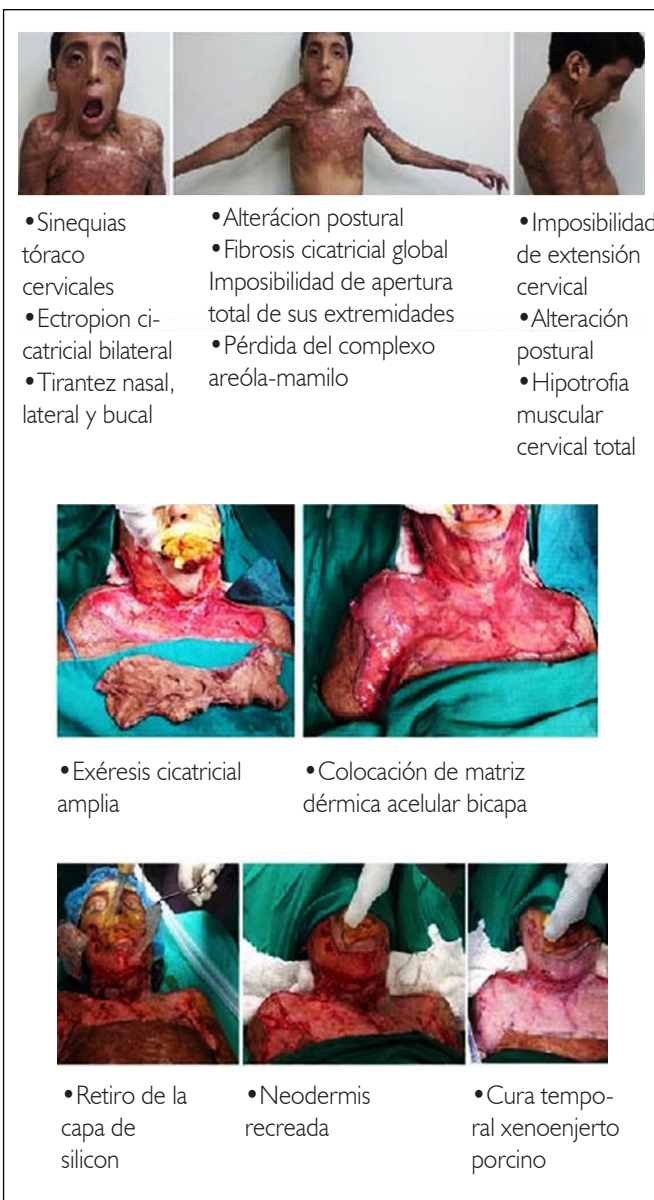 •Sinequias
tóraco
cervicales
•Ectropion ci-
catricial bilateral
•Tirantez nasal,
lateral y bucal
•Alterácion postural
•Fibrosis cicatricial global
Imposibilidad de apertura
total de sus extremidades
•Pérdida del complexo
areóla-mamilo
•Imposibilidad
de extensión
cervical
•Alteración
postural
•Hipotrofia
muscular
cervical total
•Exéresis cicatricial
amplia
•Colocación de matriz
dérmica acelular bicapa
•Retiro de la
capa de
silicon
•Neodermis
recreada
•Cura tempo-
ral xenoenjerto
porcino